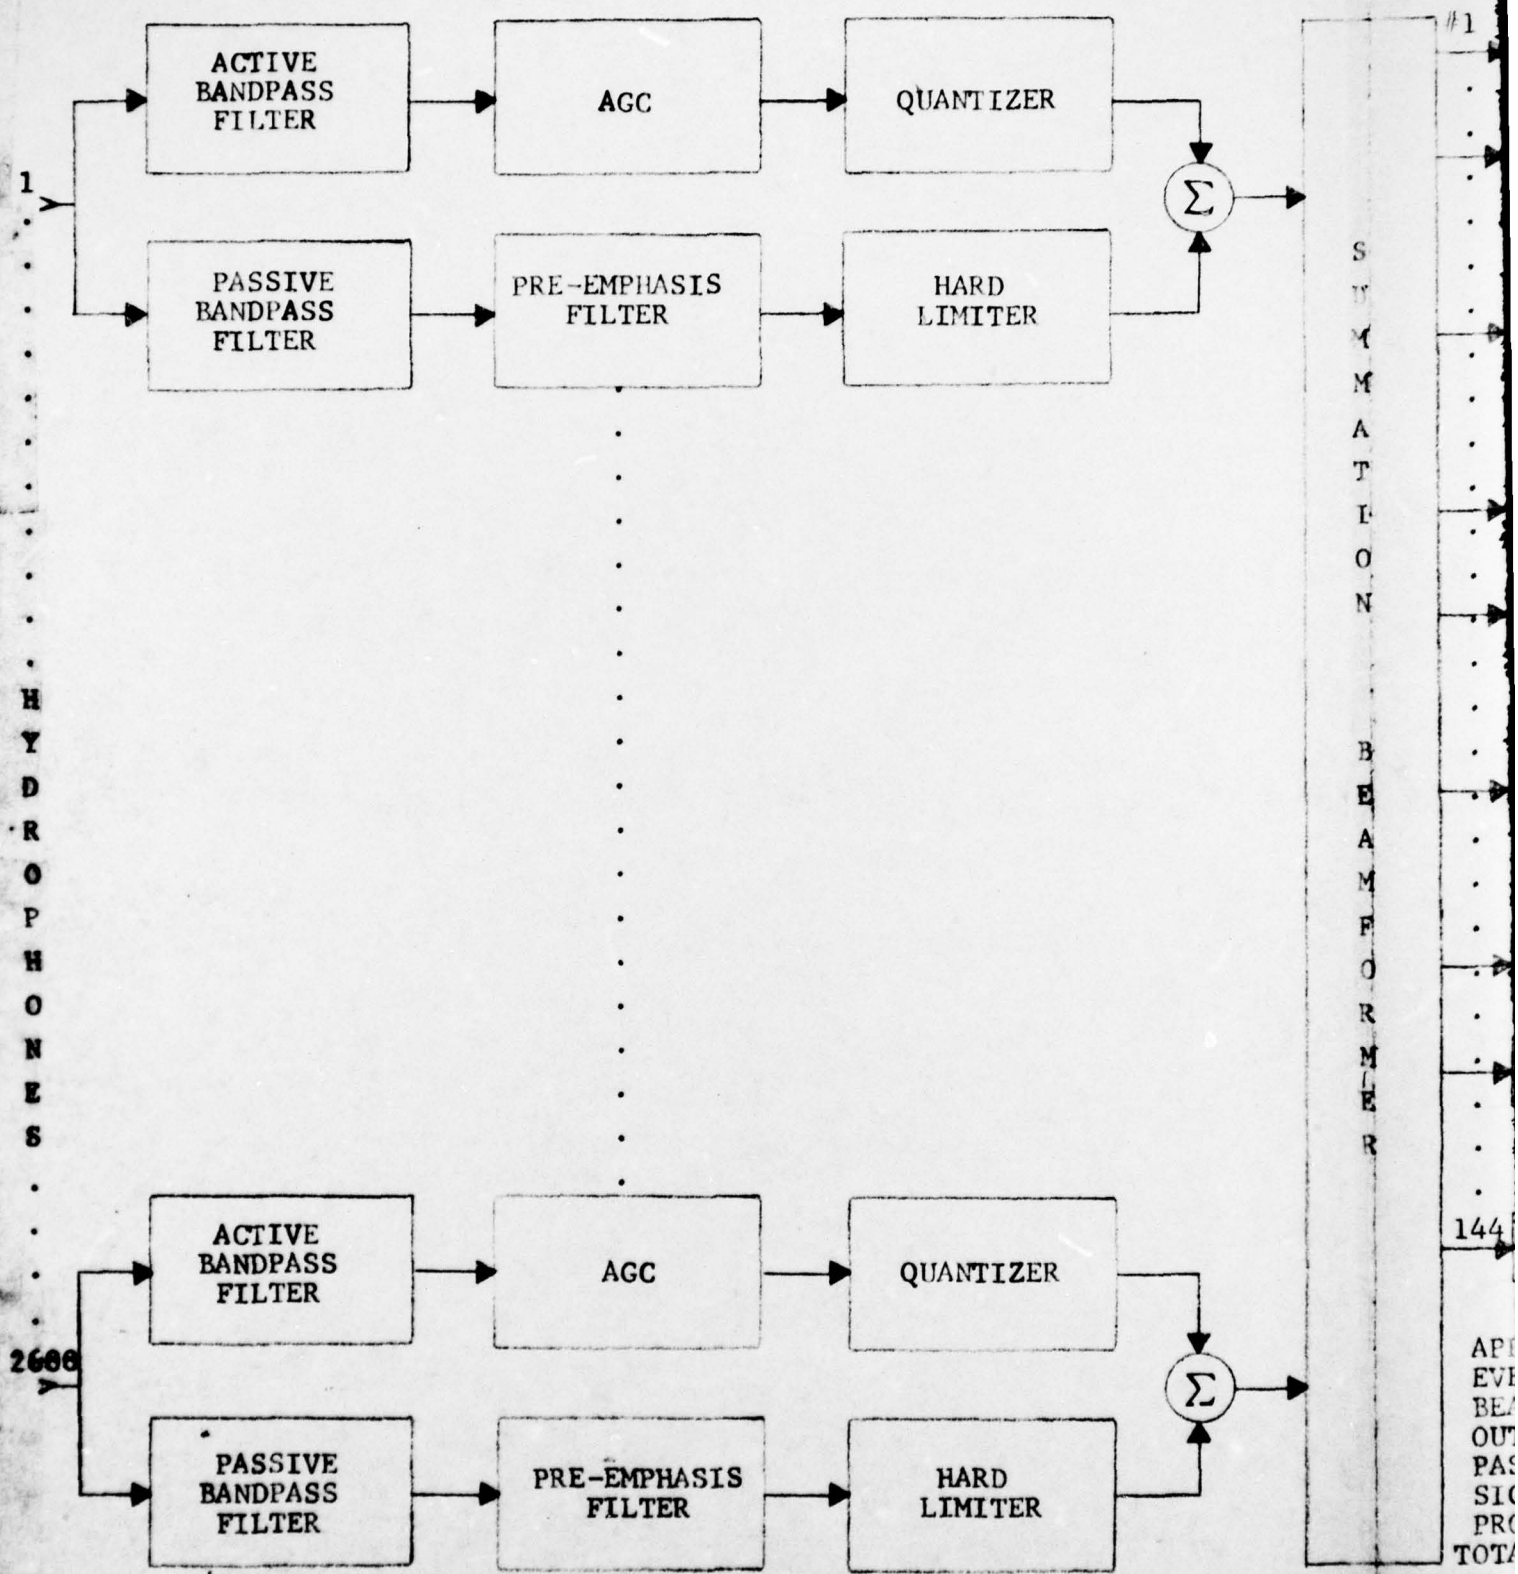 #1
ACTIVE
BANDPASS
FILTER
AGC
QUANTIZER
1
Σ
PASSIVE
BANDPASS
FILTER
PRE-EMPHASIS
FILTER
HARD
LIMITER
HYDROPHONES
SUMMATION BEAMFORMER
144
ACTIVE
BANDPASS
FILTER
AGC
QUANTIZER
Σ
PASSIVE
BANDPASS
FILTER
PRE-EMPHASIS
FILTER
HARD
LIMITER